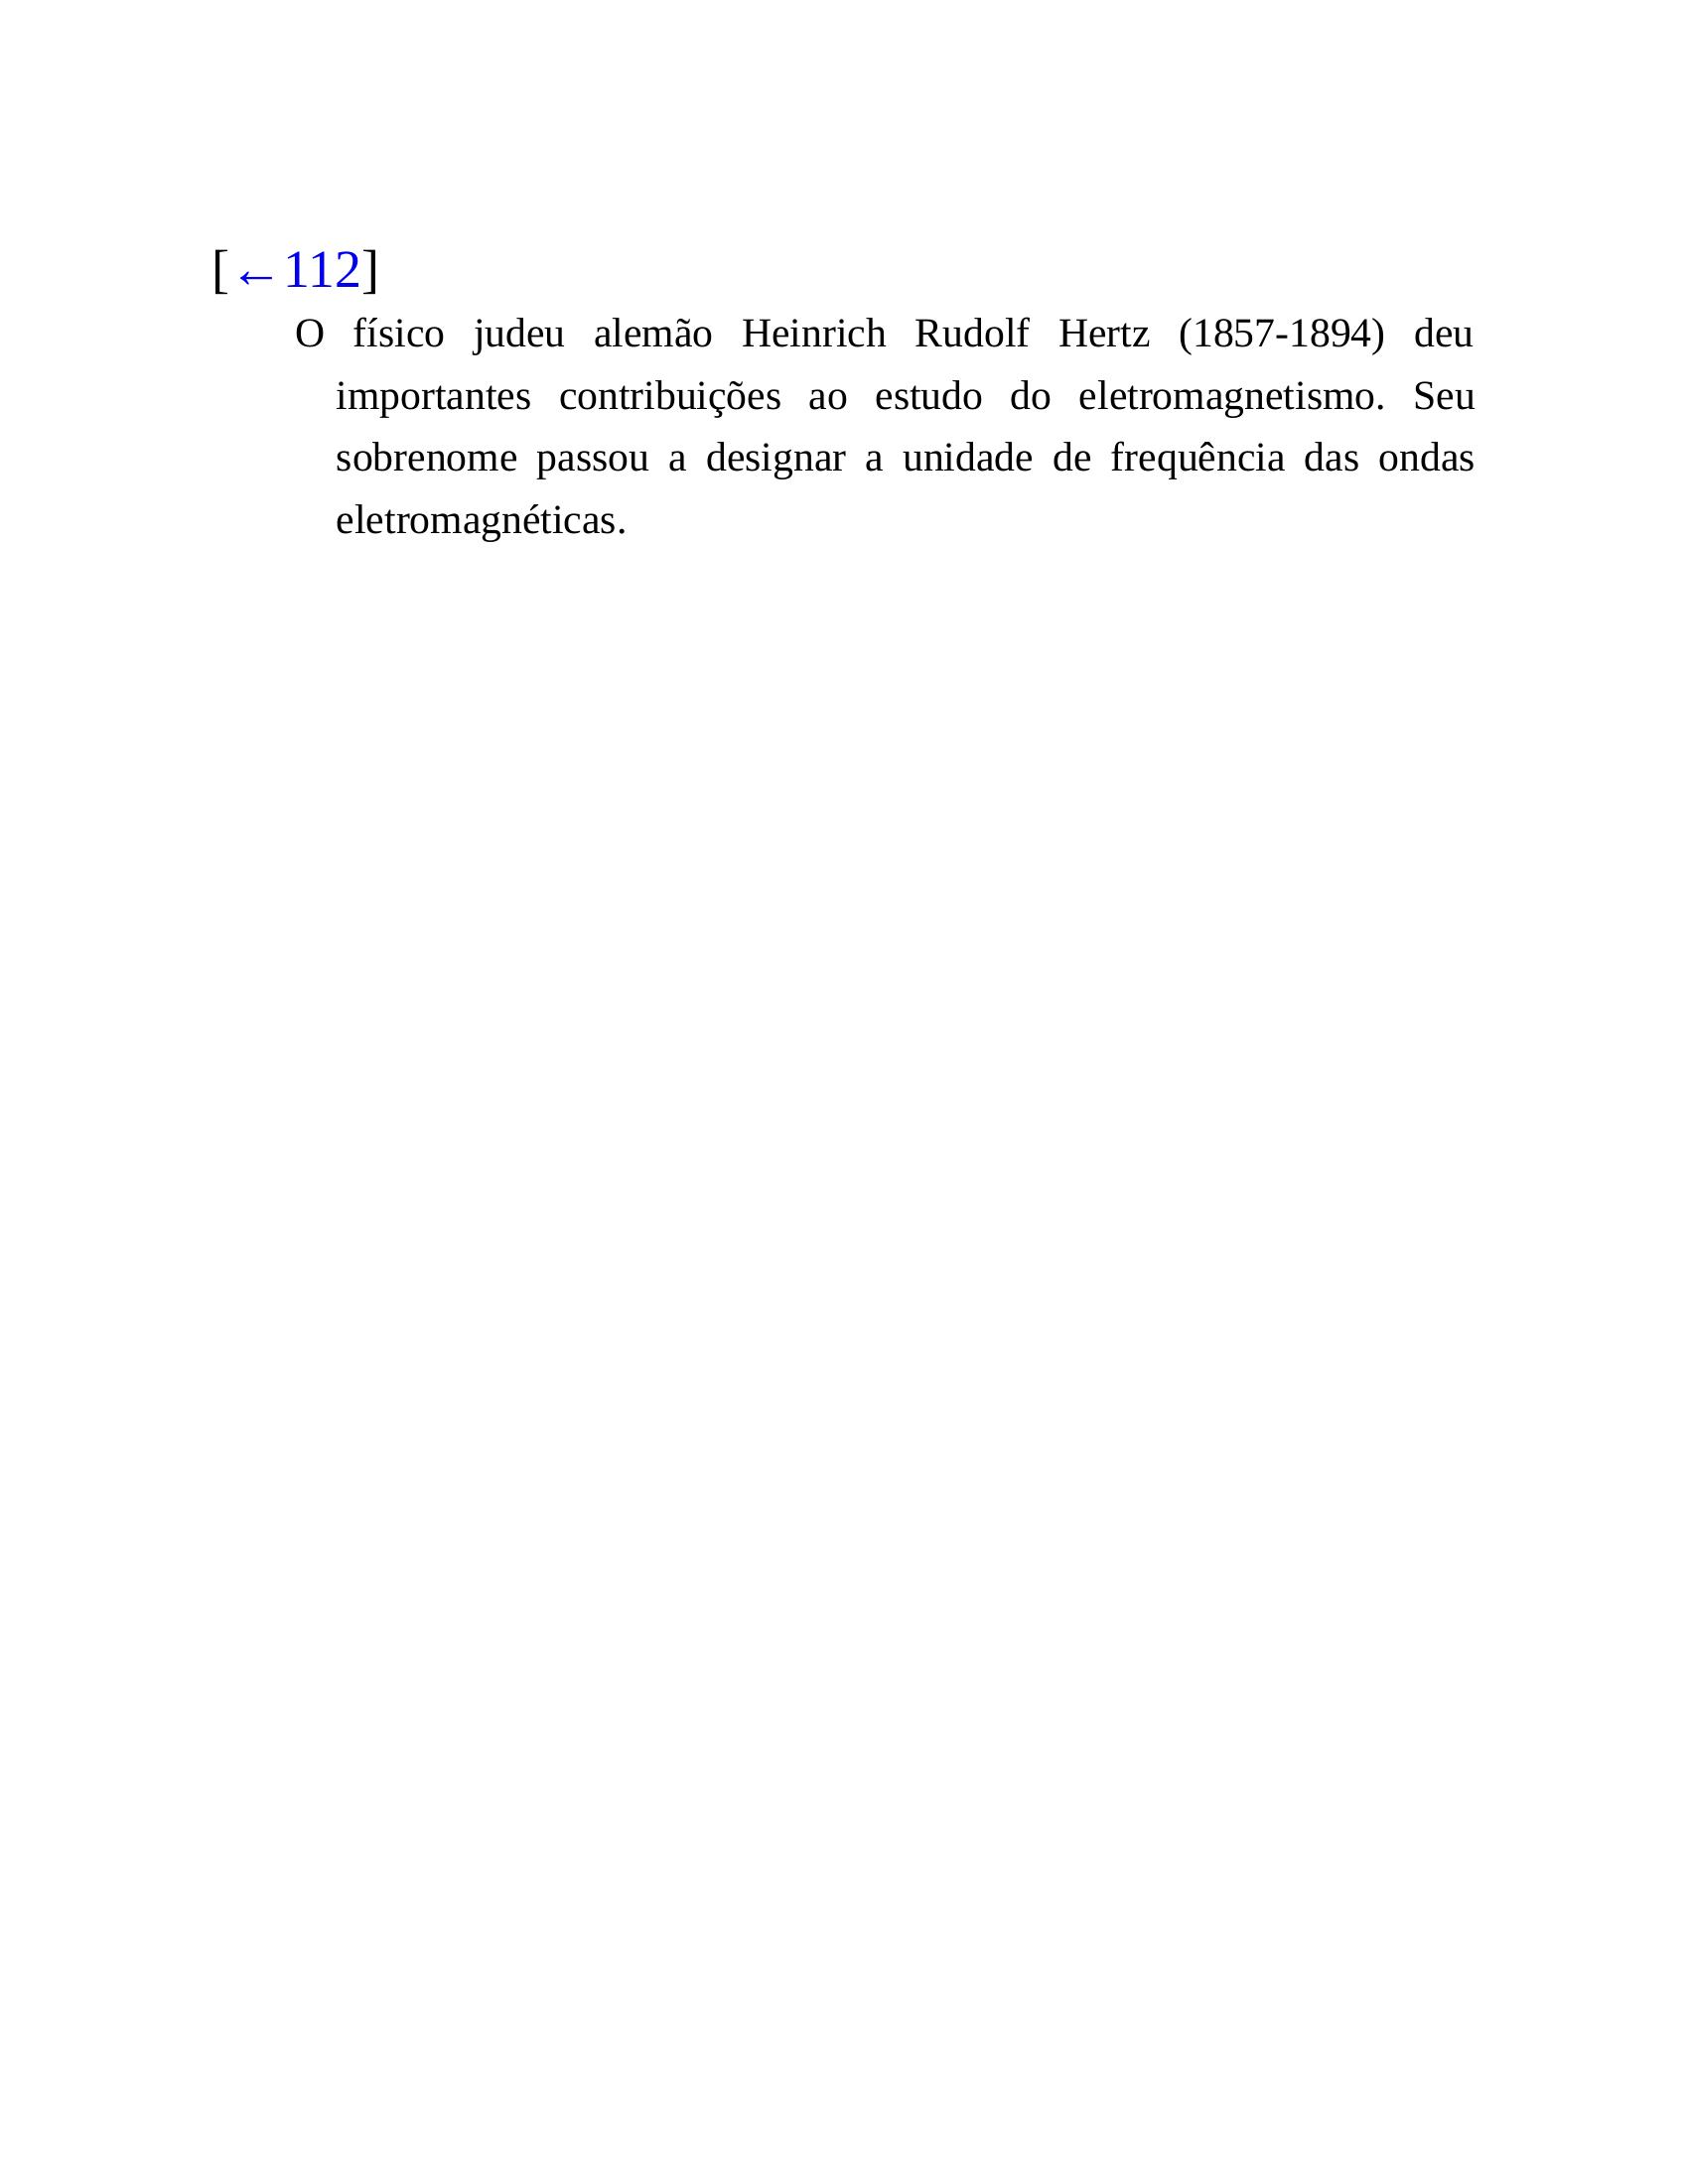 [←112]
O físico judeu alemão Heinrich Rudolf Hertz (1857-1894) deu
importantes contribuições ao estudo do eletromagnetismo. Seu
sobrenome passou a designar a unidade de frequência das ondas
eletromagnéticas.